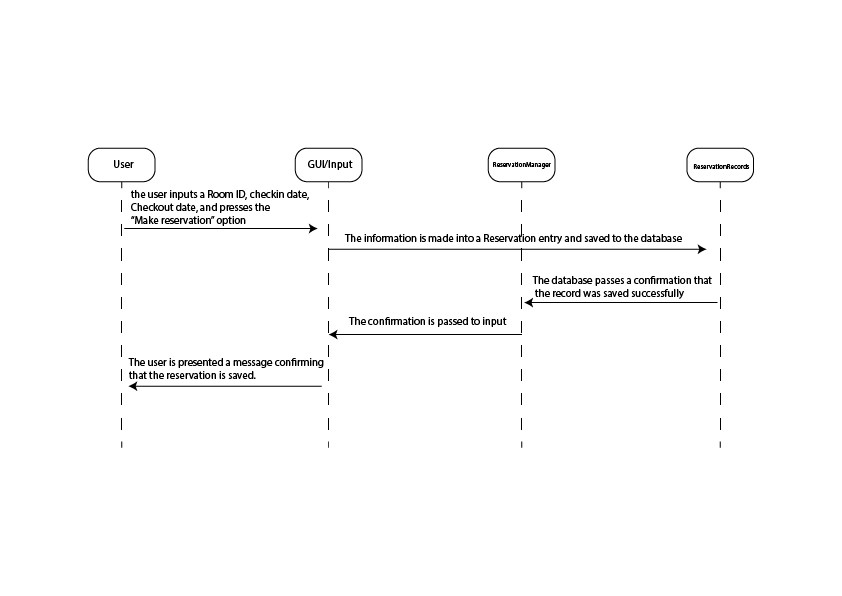 User
GUI/Input
ReservationManager
ReservationRecords
the user inputs a Room ID, checkin date,
Checkout date, and presses the
“Make reservation” option
The information is made into a Reservation entry and saved to the database
The database passes a confirmation that
the record was saved successfully
The confirmation is passed to input
The user is presented a message confirming
that the reservation is saved.